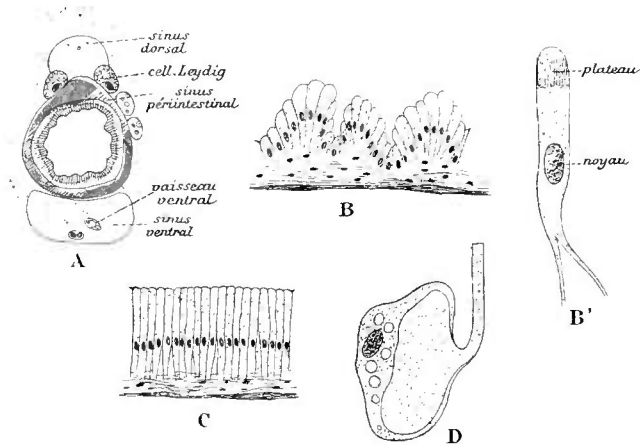 sinus
dorsal
cell. Leydig
sinus
périintestinal
vaisseau
ventral
sinus
ventral
A
B
plateau
noyau
B'
C
D